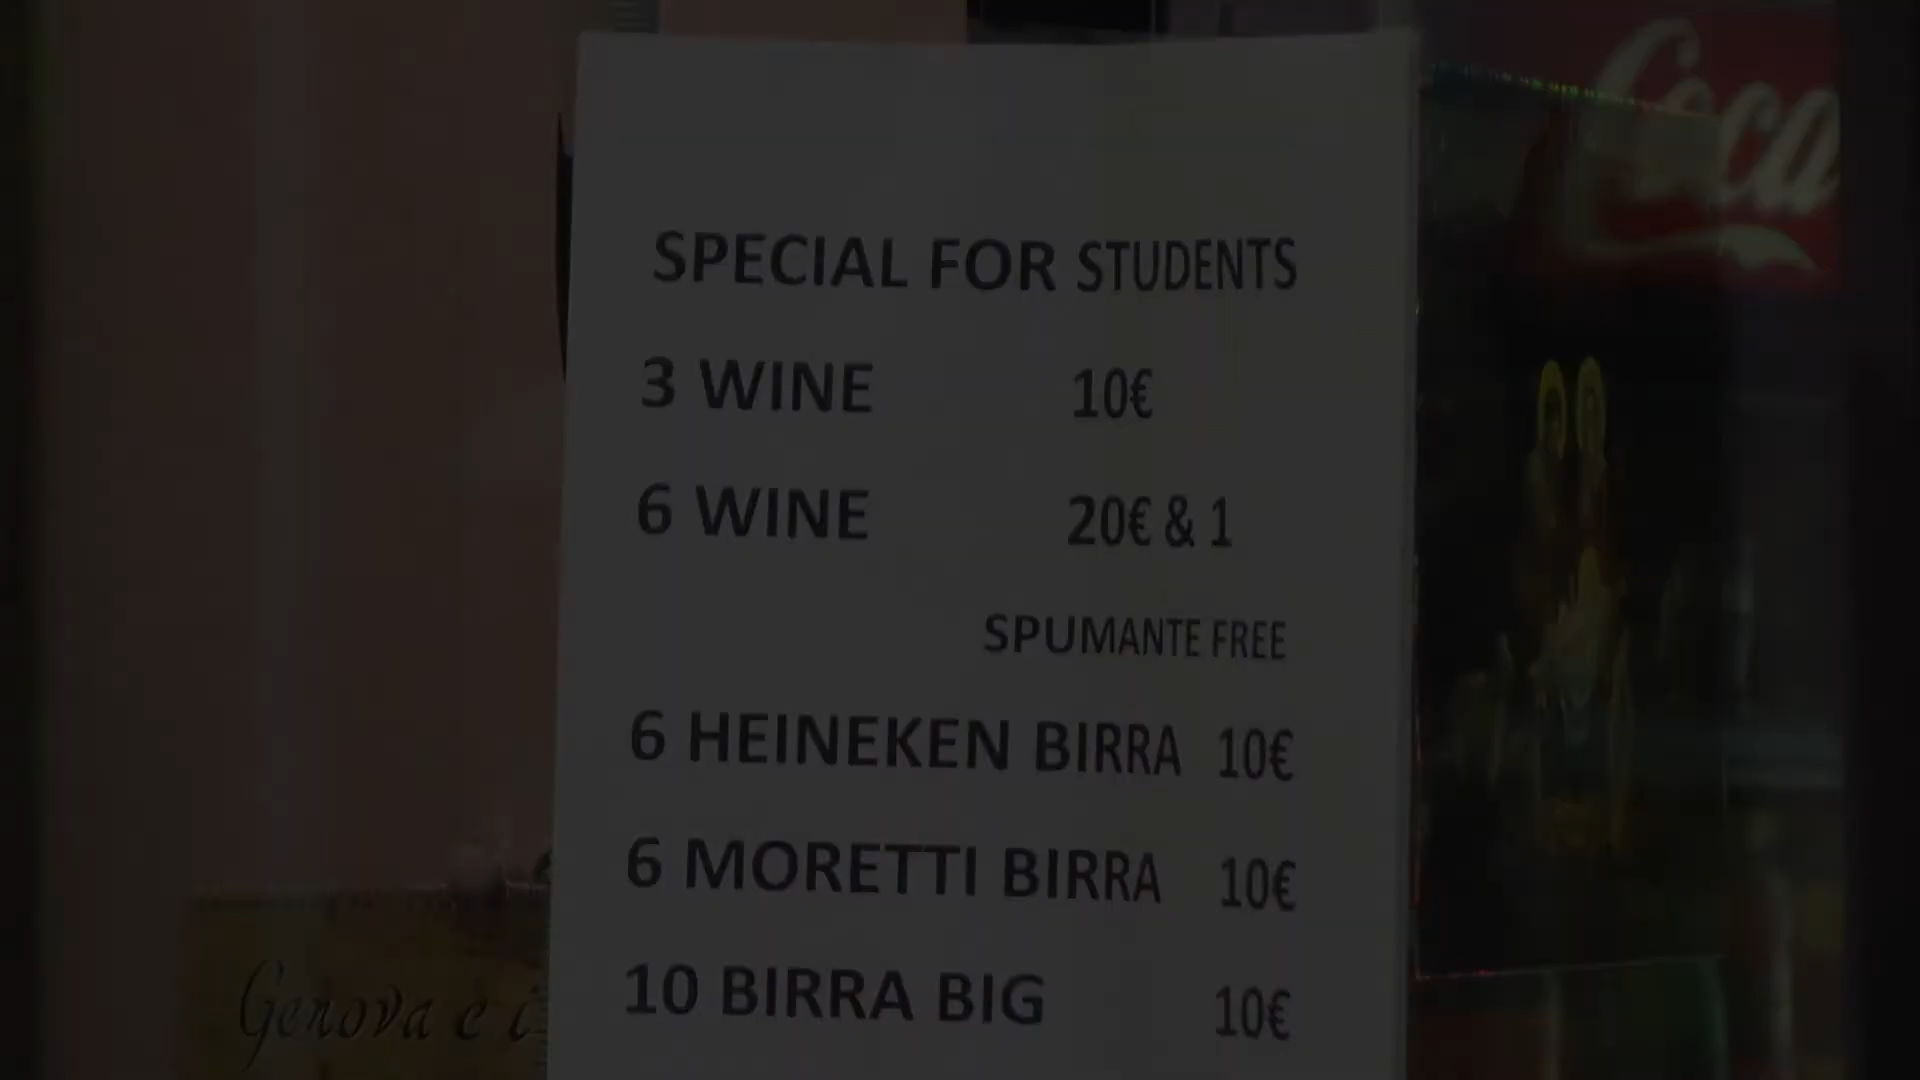 SPECIAL FOR STUDENTS
3 WINE 10€
6 WINE 20€ & 1
SPUMANTE FREE
6 HEINEKEN BIRRA 10€
6 MORETTI BIRRA 10€
10 BIRRA BIG 10€
Coca
Genova è i